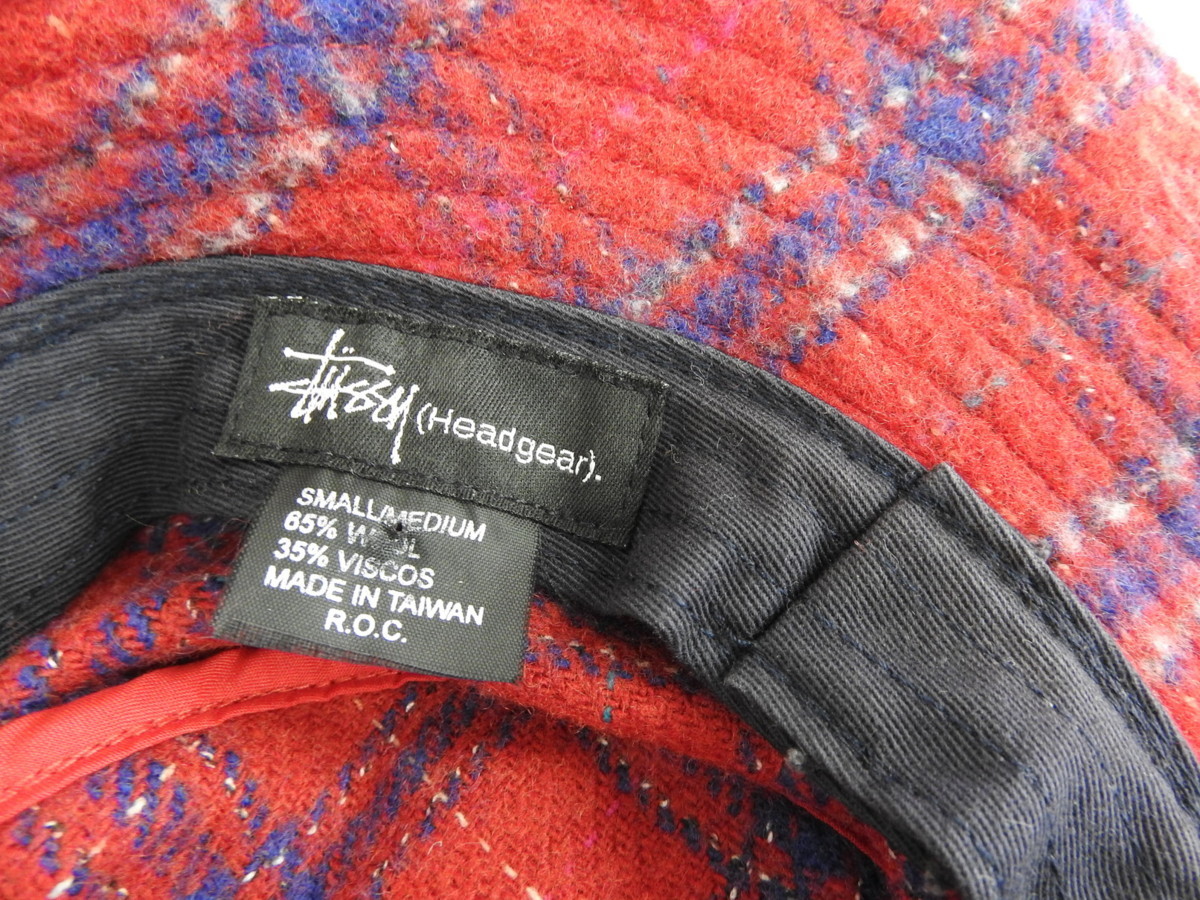 Stüssy (Headgear).
SMALL/MEDIUM
65% WOOL
35% VISCOS
MADE IN TAIWAN
R.O.C.